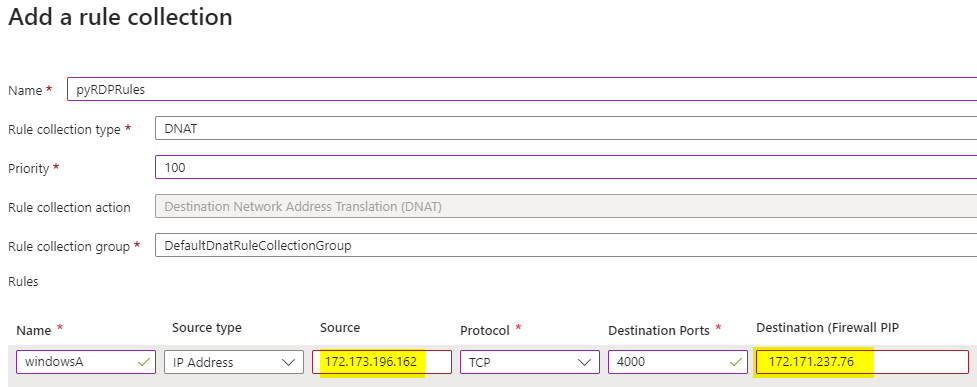 Add a rule collection
Name * pyRDPRules
Rule collection type * DNAT
Priority * 100
Rule collection action Destination Network Address Translation (DNAT)
Rule collection group * DefaultDnatRuleCollectionGroup
Rules
Name * Source type Source Protocol * Destination Ports * Destination (Firewall PIP
windowsA IP Address 172.173.196.162 TCP 4000 172.171.237.76